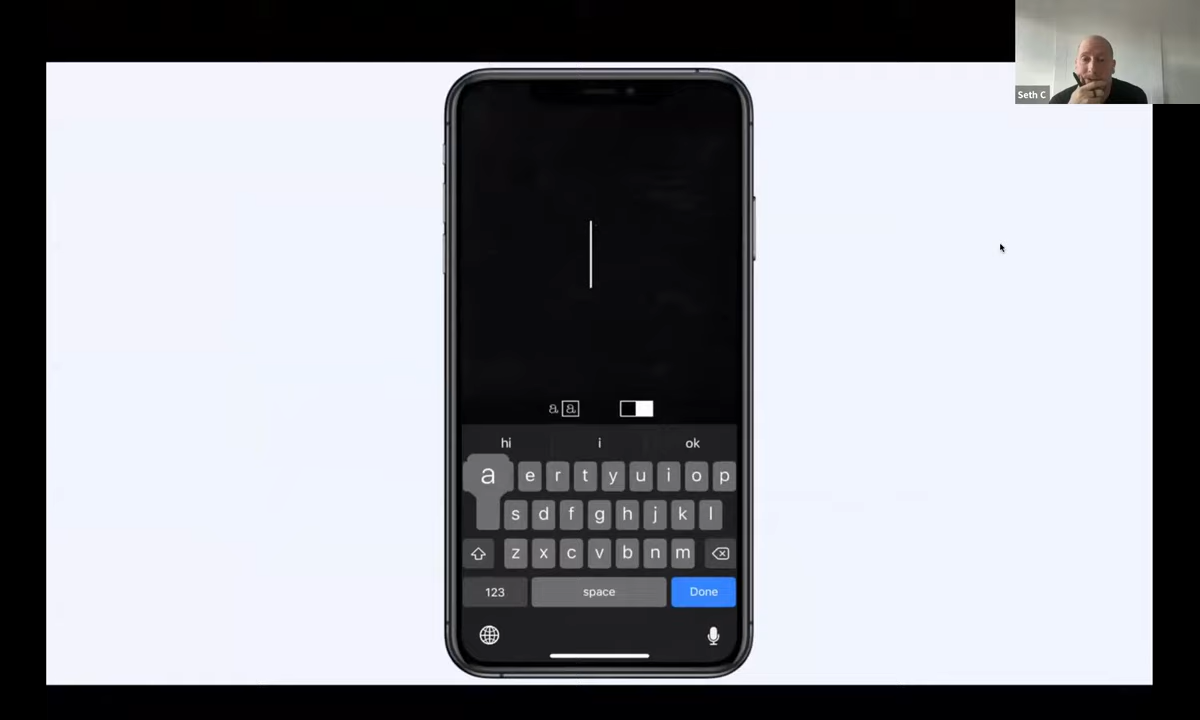 Seth C
a a
hi i ok
a e r t y u i o p
s d f g h j k l
z x c v b n m
123 space Done